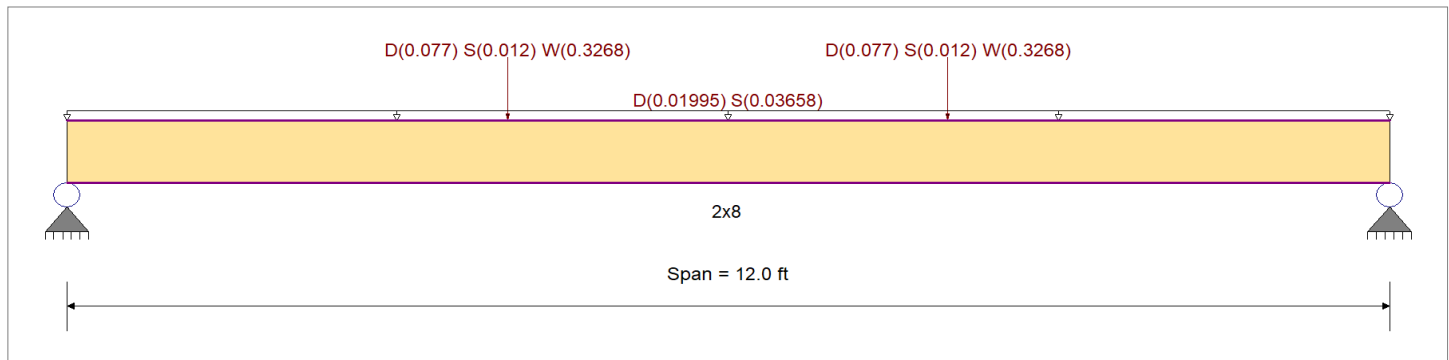 D(0.077) S(0.012) W(0.3268) D(0.077) S(0.012) W(0.3268)
D(0.01995) S(0.03658)
2x8
Span = 12.0 ft